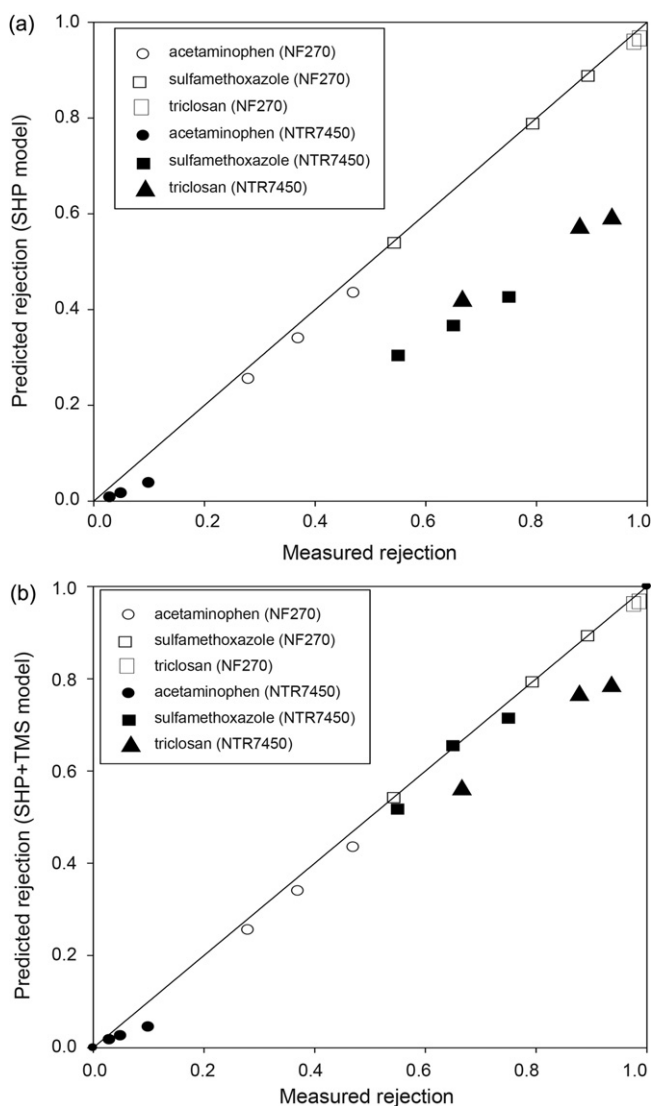 (a)
1.0
0.8
0.6
0.4
0.2
0.0
Predicted rejection (SHP model)
acetaminophen (NF270)
sulfamethoxazole (NF270)
triclosan (NF270)
acetaminophen (NTR7450)
sulfamethoxazole (NTR7450)
triclosan (NTR7450)
0.0 0.2 0.4 0.6 0.8 1.0
Measured rejection
(b)
1.0
0.8
0.6
0.4
0.2
0.0
Predicted rejection (SHP+TMS model)
acetaminophen (NF270)
sulfamethoxazole (NF270)
triclosan (NF270)
acetaminophen (NTR7450)
sulfamethoxazole (NTR7450)
triclosan (NTR7450)
0.0 0.2 0.4 0.6 0.8 1.0
Measured rejection